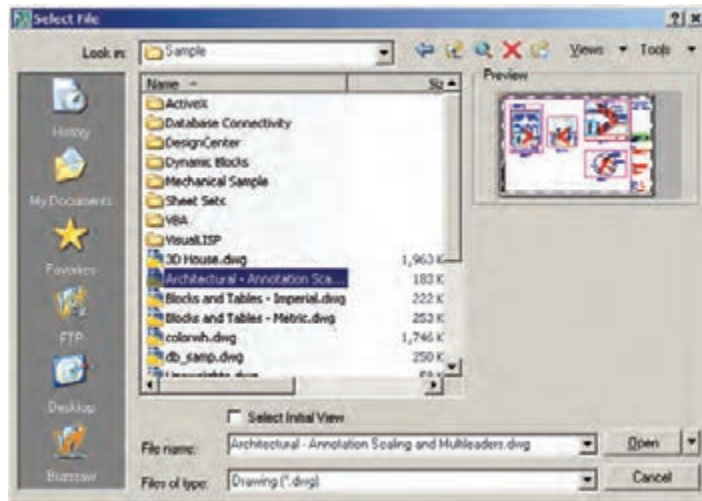 Select File
Look in:
Sample
Views
Tools
Name
Preview
ActiveX
Database Connectivity
DesignCenter
Dynamic Blocks
Mechanical Sample
Sheet Sets
VBA
VisualLISP
3D House.dwg 1,963 K
Architectural - Annotation Sca... 183 K
Blocks and Tables - Imperial.dwg 222 K
Blocks and Tables - Metric.dwg 253 K
colorwh.dwg 1,746 K
db_samp.dwg 250 K
History
My Documents
Favorites
FTP
Desktop
Buzzsaw
Select Initial View
File name:
Architectural - Annotation Scaling and Multileaders.dwg
Open
Files of type:
Drawing (*.dwg)
Cancel